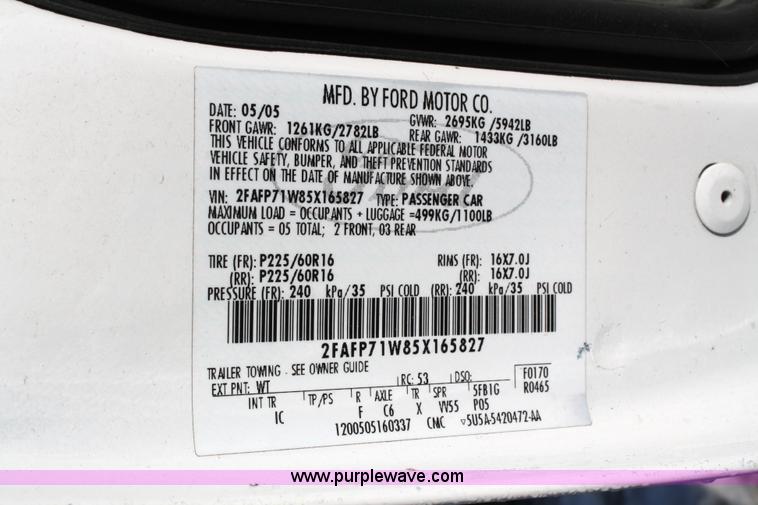 MFD. BY FORD MOTOR CO.
DATE: 05/05 GVWR: 2695KG /5942LB
FRONT GAWR: 1261KG/2782LB REAR GAWR: 1433KG /3160LB
THIS VEHICLE CONFORMS TO ALL APPLICABLE FEDERAL MOTOR
VEHICLE SAFETY, BUMPER, AND THEFT PREVENTION STANDARDS
IN EFFECT ON THE DATE OF MANUFACTURE SHOWN ABOVE.
VIN: 2FAFP71W85X165827 TYPE: PASSENGER CAR
MAXIMUM LOAD = OCCUPANTS + LUGGAGE =499KG/1100LB
OCCUPANTS = 05 TOTAL; 2 FRONT, 03 REAR
TIRE (FR): P225/60R16 RIMS (FR): 16X7.0J
(RR): P225/60R16 (RR): 16X7.0J
PRESSURE (FR): 240 kPa/35 PSI COLD (RR): 240 kPa/35 PSI COLD
2FAFP71W85X165827
TRAILER TOWING - SEE OWNER GUIDE
EXT PNT: WT RC: 53 DSO: F0170
INT TR TP/PS R AXLE TR SPR 5FB1G R0465
IC F C6 X VV55 P05
1200505160337 CMC ▽5U5A-5420472-AA
www.purplewave.com